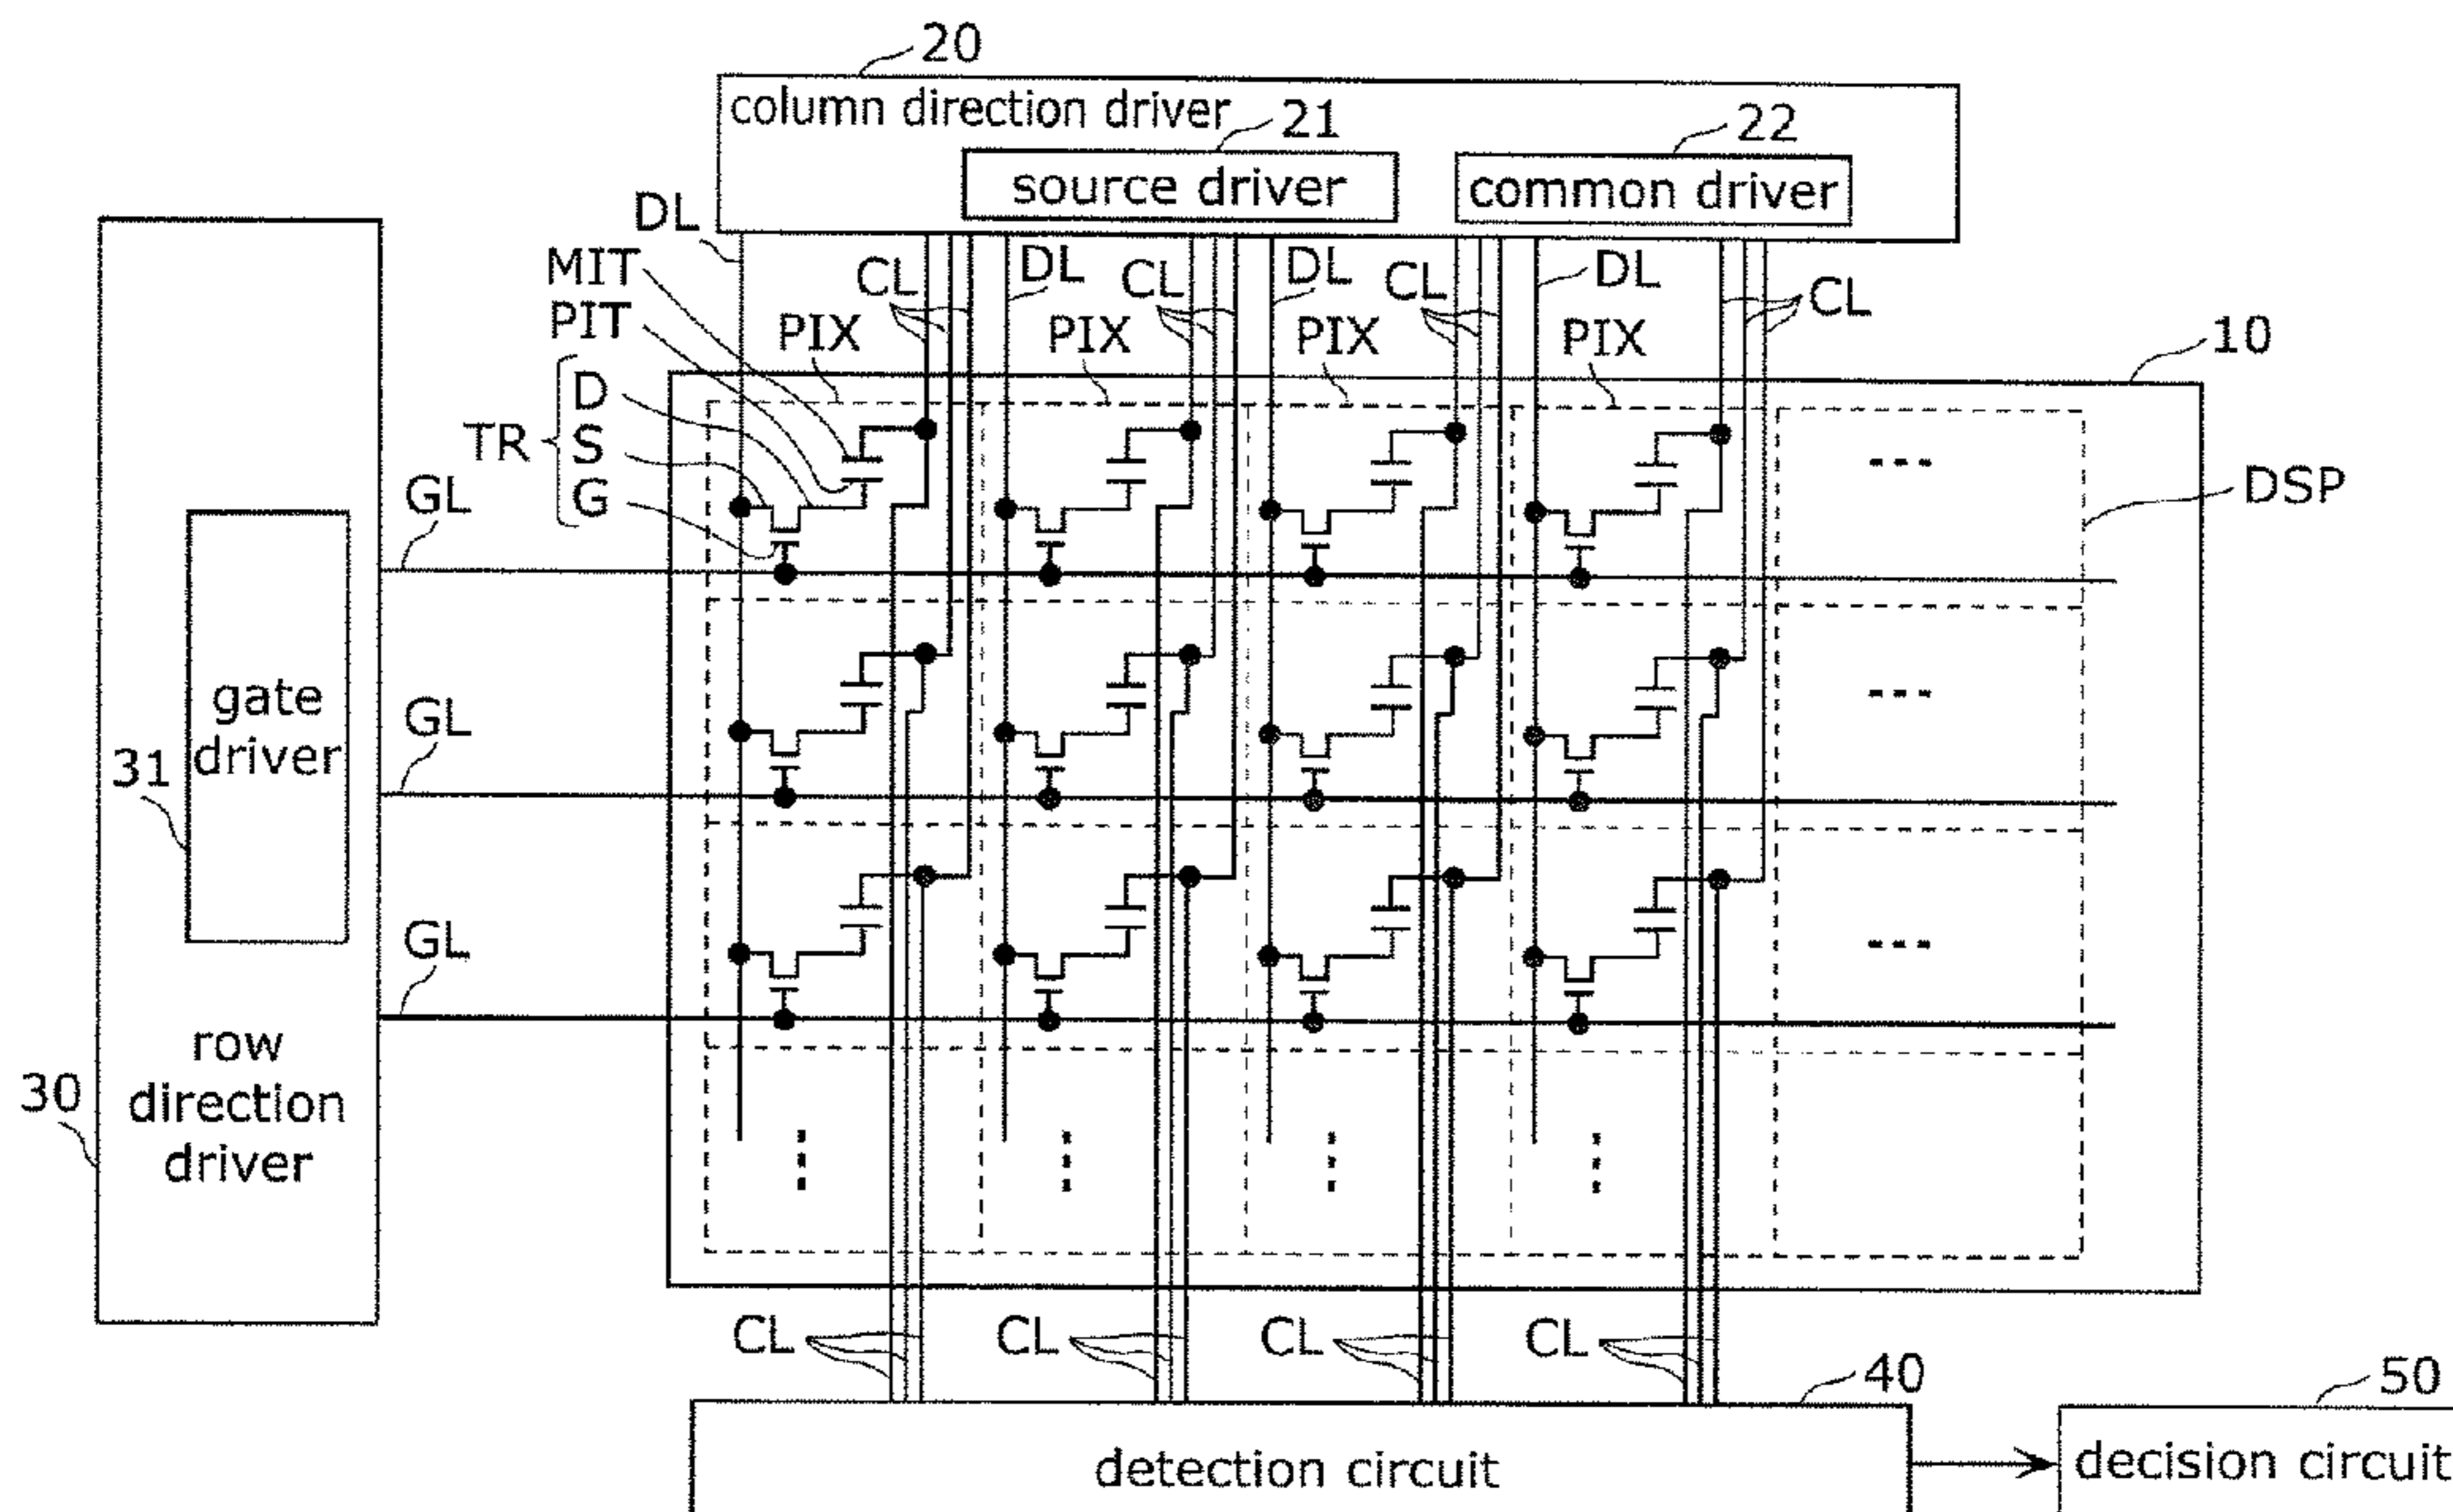 20
column direction driver
21
22
source driver
common driver
DL
MIT
CL
DL
CL
DL
CL
DL
CL
PIT
PIX
PIX
PIX
PIX
10
D
TR
S
G
GL
DSP
gate
driver
31
GL
GL
row
direction
driver
30
CL
CL
CL
CL
40
50
detection circuit
decision circuit